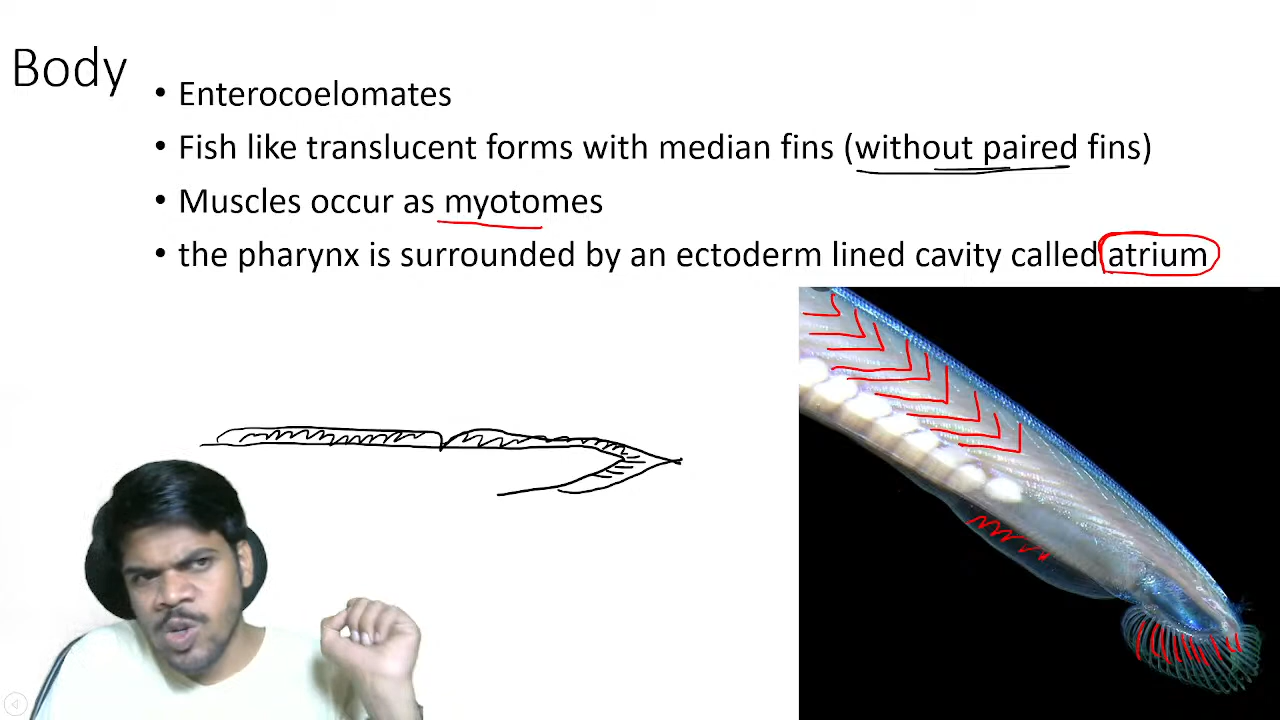 Body
• Enterocoelomates
• Fish like translucent forms with median fins (without paired fins)
• Muscles occur as myotomes
• the pharynx is surrounded by an ectoderm lined cavity called atrium